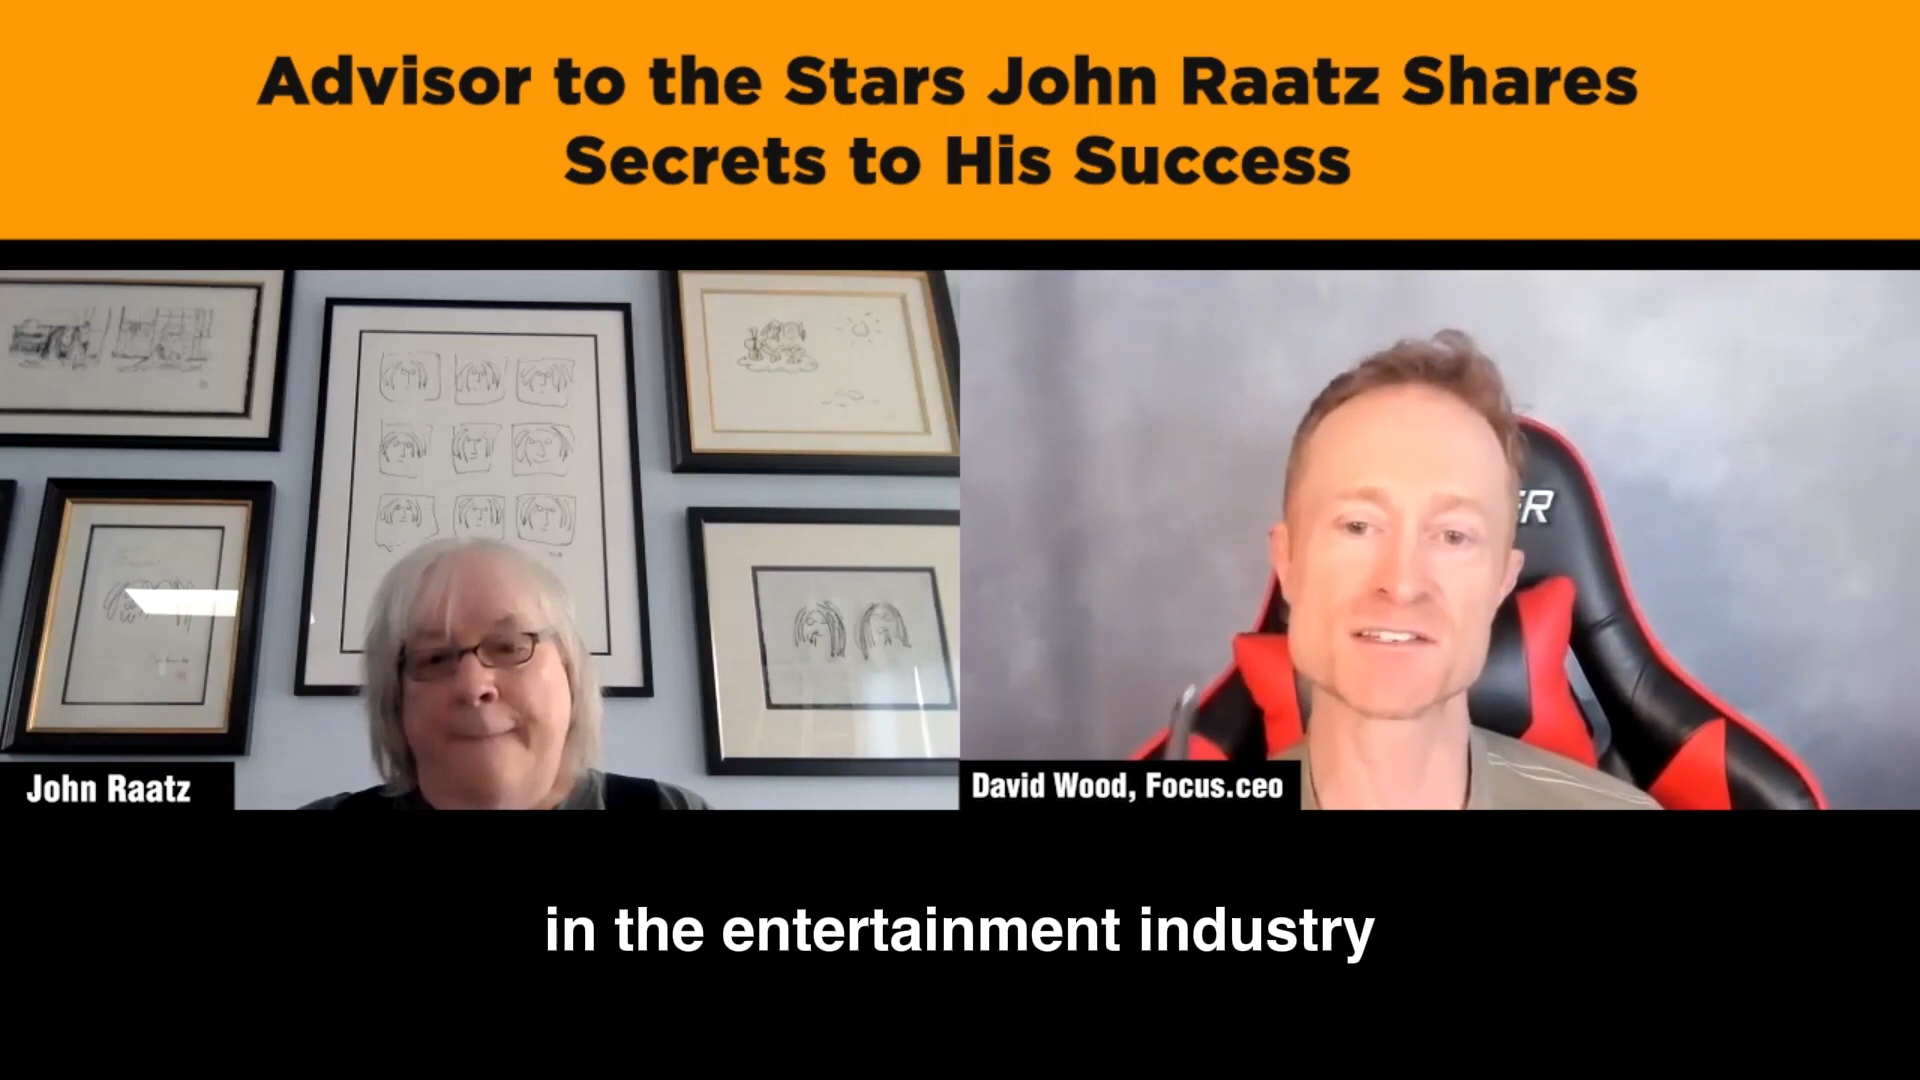 Advisor to the Stars John Raatz Shares
Secrets to His Success
ER
John Raatz
David Wood, Focus.ceo
in the entertainment industry